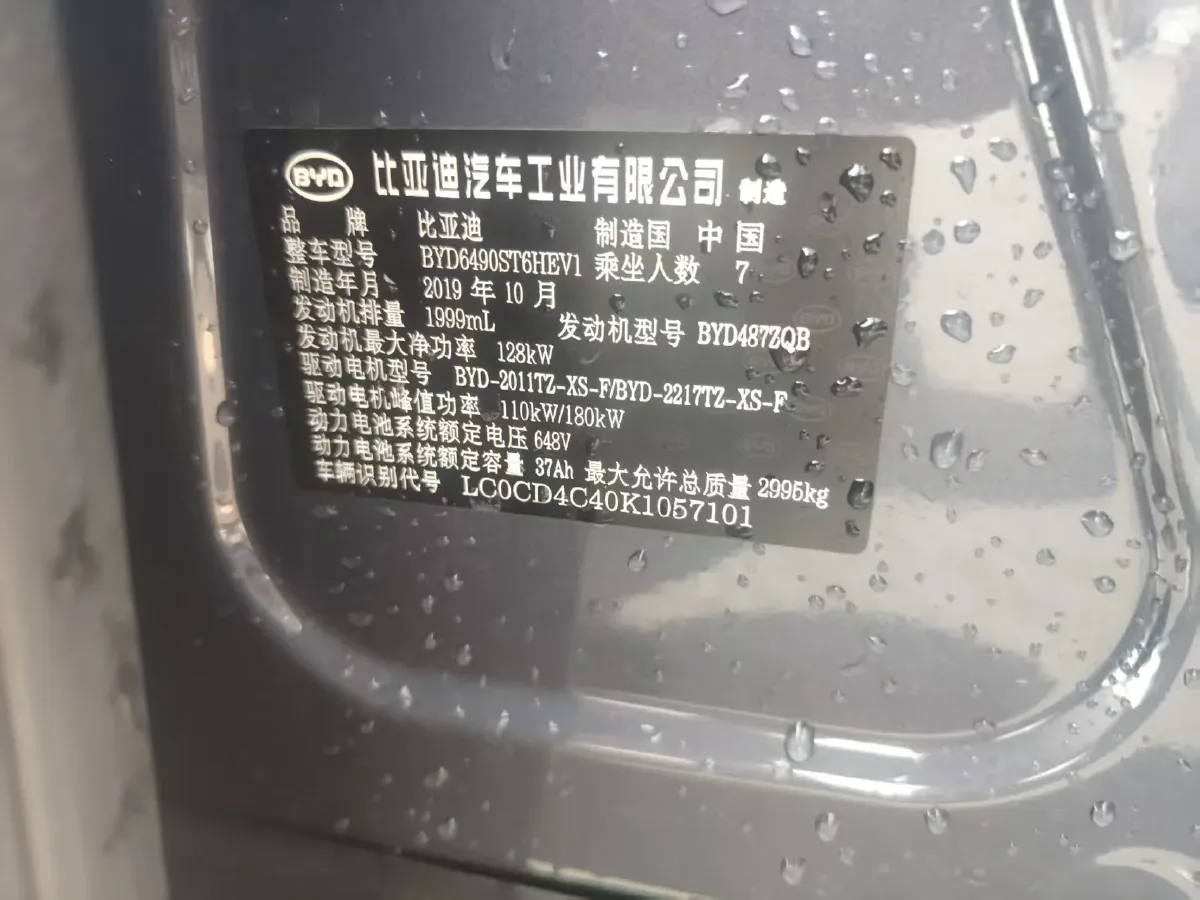 BYD 比亚迪汽车工业有限公司 制造
品 牌 比亚迪 制造国 中国
整车型号 BYD6490ST6HEV1 乘坐人数 7
制造年月 2019年10月
发动机排量 1999mL 发动机型号 BYD487ZQB
发动机最大净功率 128kW
驱动电机型号 BYD-2011TZ-XS-F/BYD-2217TZ-XS-F
驱动电机峰值功率 110kW/180kW
动力电池系统额定电压 648V
动力电池系统额定容量 37Ah 最大允许总质量 2995kg
车辆识别代号 LC0CD4C40K1057101